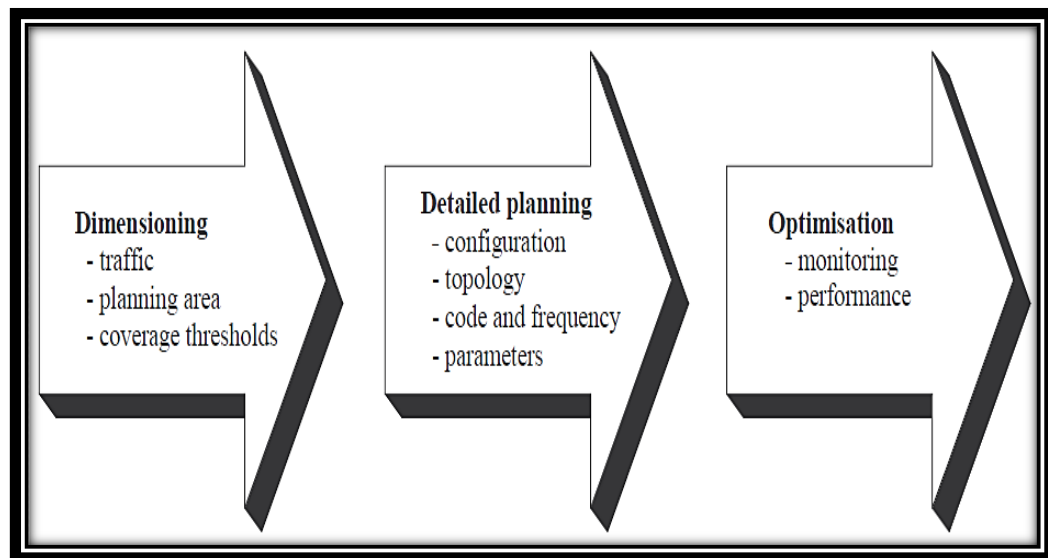 Dimensioning
- traffic
- planning area
- coverage thresholds
Detailed planning
- configuration
- topology
- code and frequency
- parameters
Optimisation
- monitoring
- performance